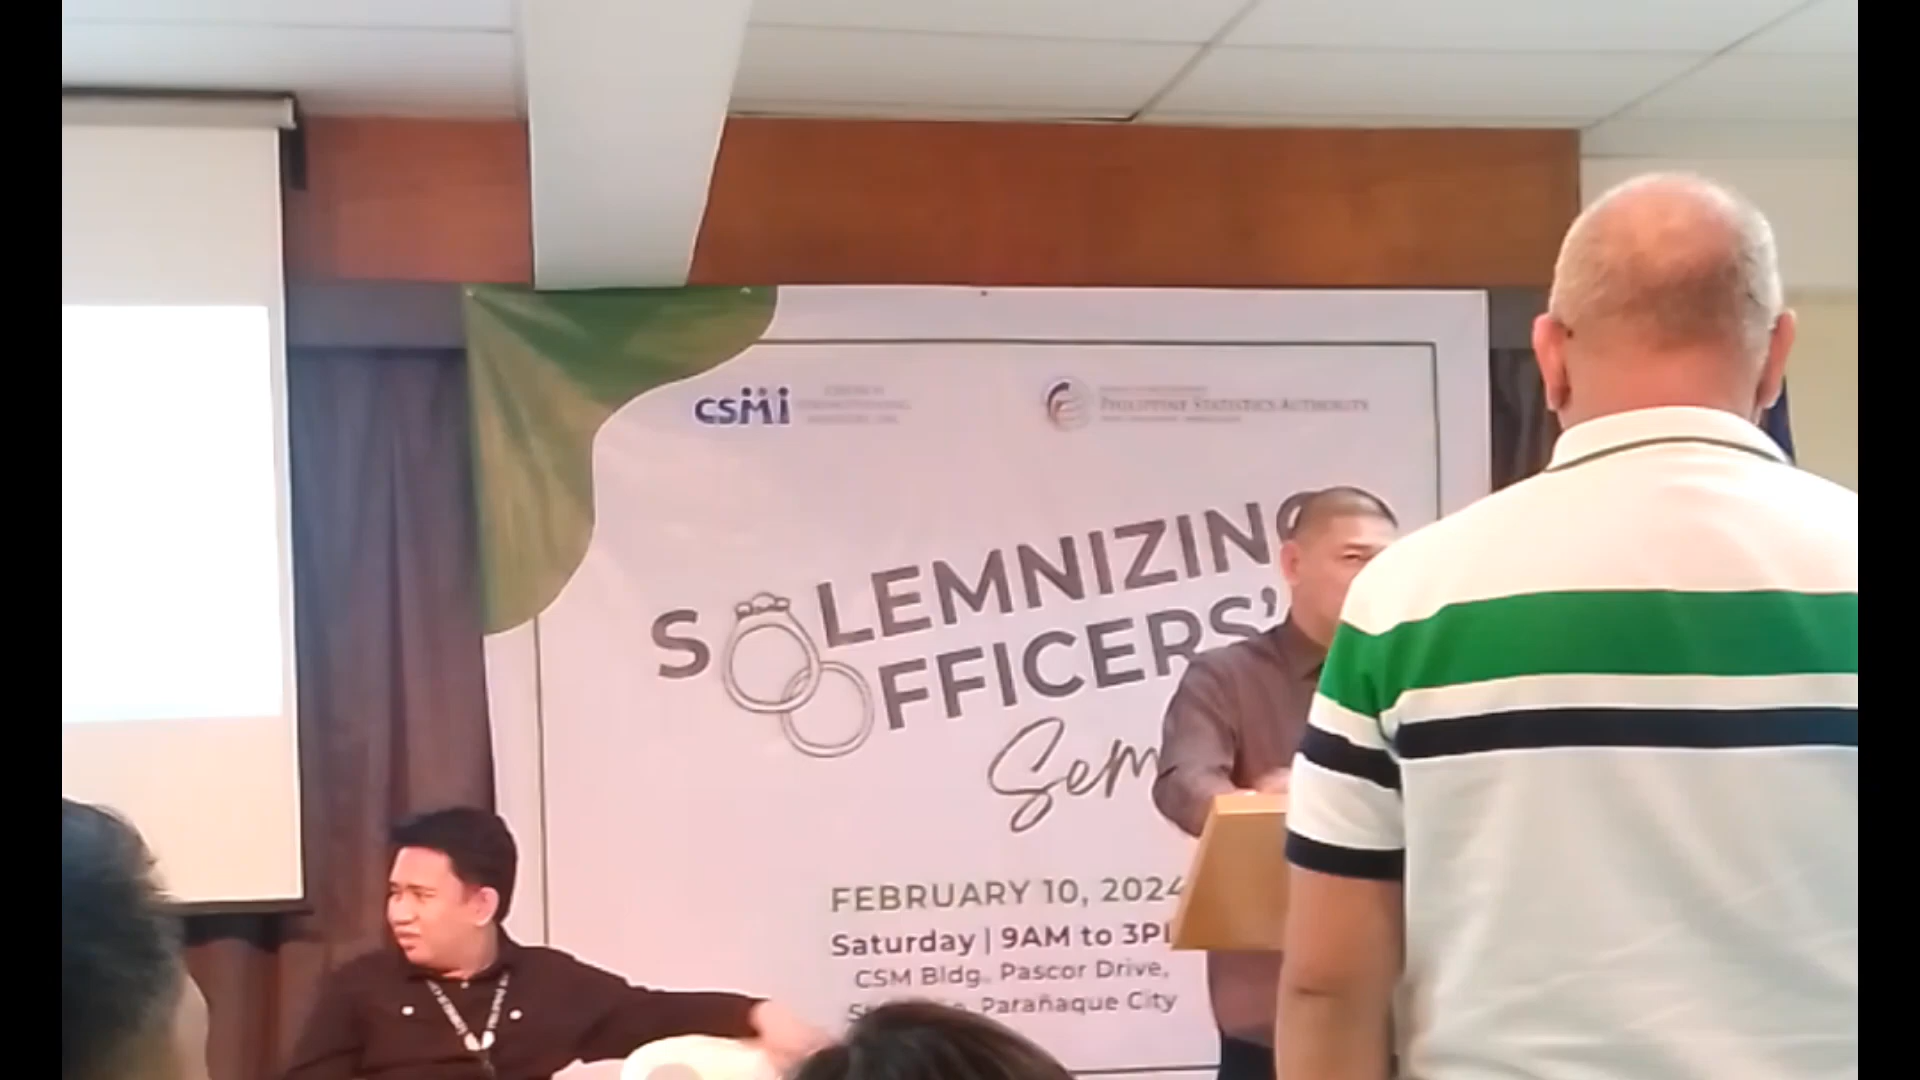 CSMI
PHILIPPINE STATISTICS AUTHORITY
SOLEMNIZING
OFFICERS'
Sem
FEBRUARY 10, 2024
Saturday | 9AM to 3P
CSM Bldg. Pascor Drive,
Parañaque City